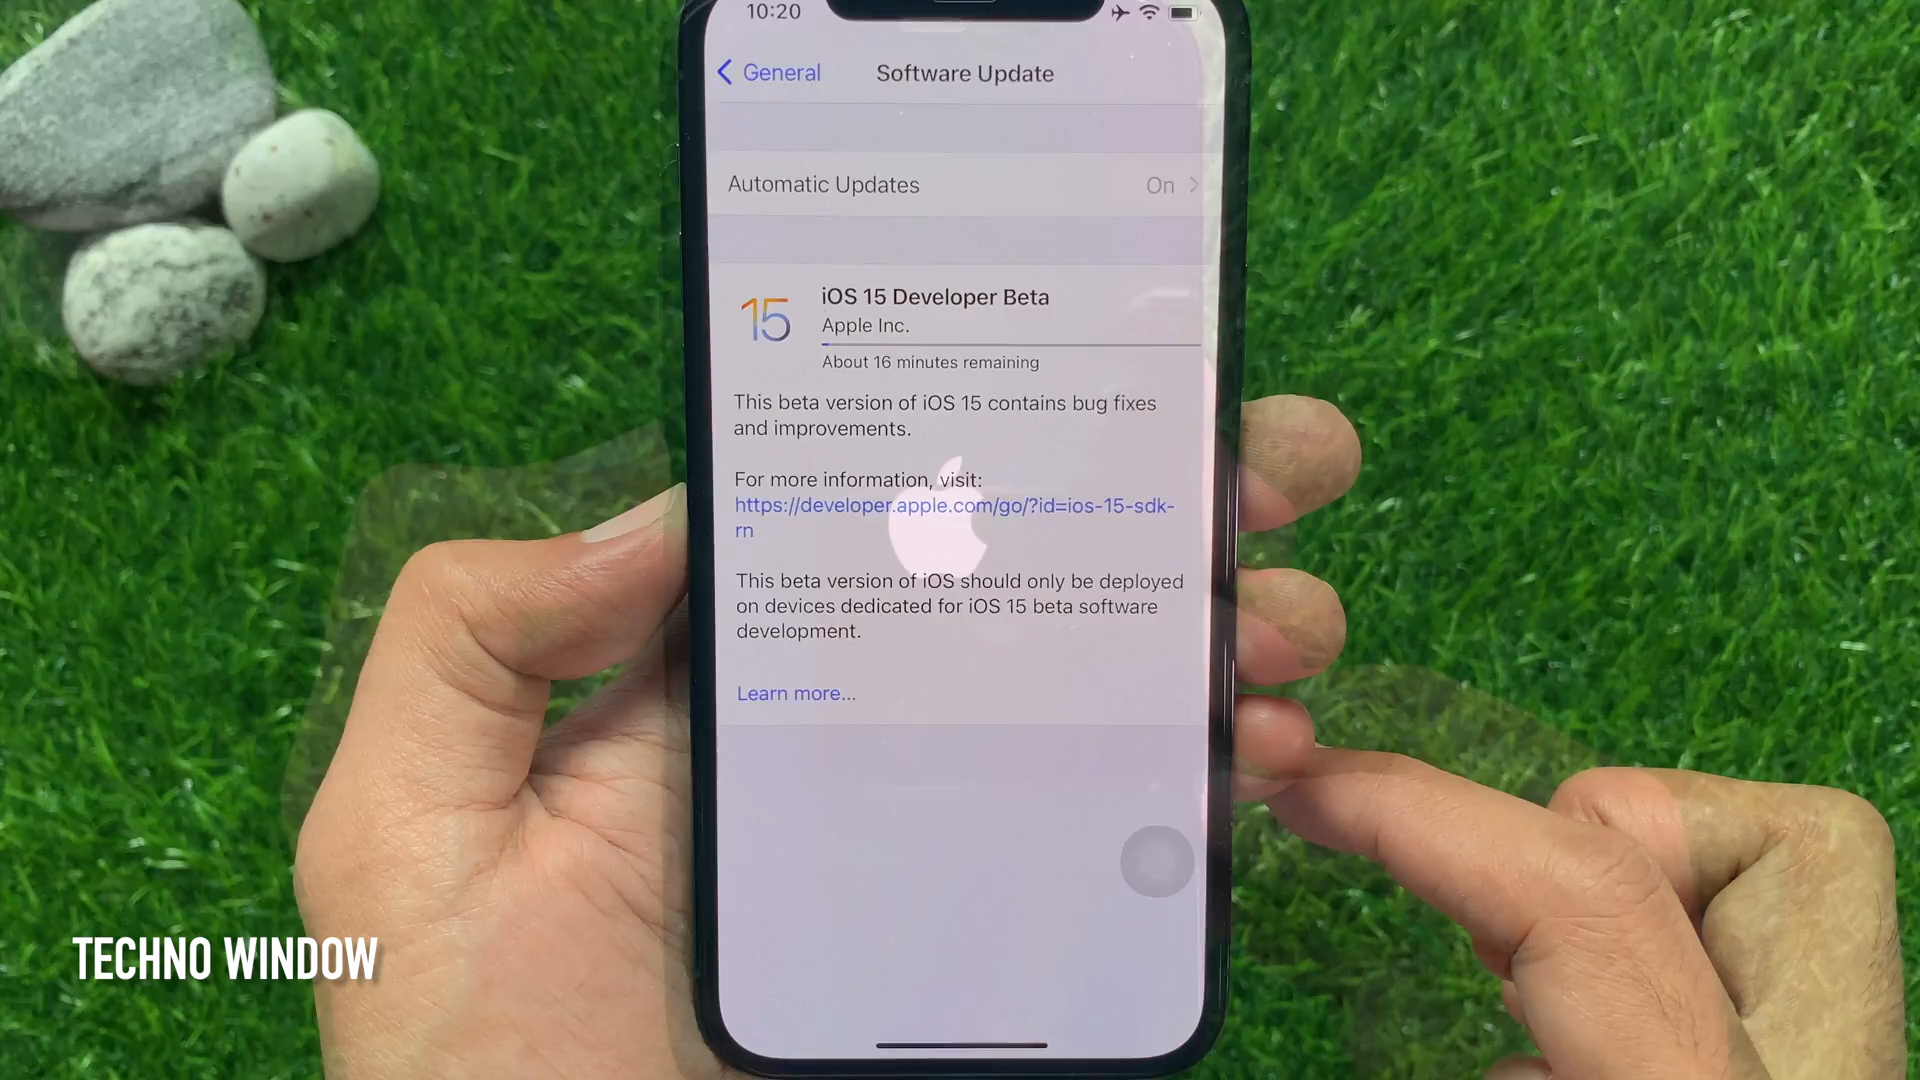 10:20
General
Software Update
Automatic Updates
On
15
iOS 15 Developer Beta
Apple Inc.
About 16 minutes remaining
This beta version of iOS 15 contains bug fixes
and improvements.
For more information, visit:
https://developer.apple.com/go/?id=ios-15-sdk-
rn
This beta version of iOS should only be deployed
on devices dedicated for iOS 15 beta software
development.
Learn more...
TECHNO WINDOW